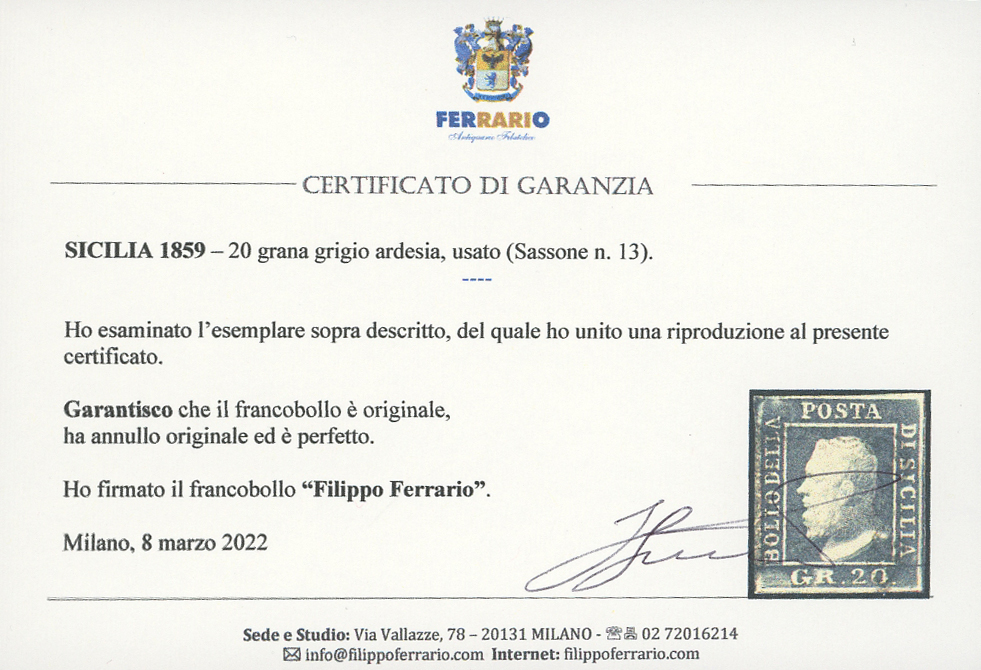 FERRARIO
Antiquario Filatelico
CERTIFICATO DI GARANZIA
SICILIA 1859 – 20 grana grigio ardesia, usato (Sassone n. 13).
----
Ho esaminato l'esemplare sopra descritto, del quale ho unito una riproduzione al presente
certificato.
Garantisco che il francobollo è originale,
ha annullo originale ed è perfetto.
Ho firmato il francobollo “Filippo Ferrario”.
Milano, 8 marzo 2022
BOLLO DELLA
POSTA
DI SICILIA
GR. 20.
Sede e Studio: Via Vallazze, 78 – 20131 MILANO - ☎ 02 72016214
✉ info@filippoferrario.com Internet: filippoferrario.com